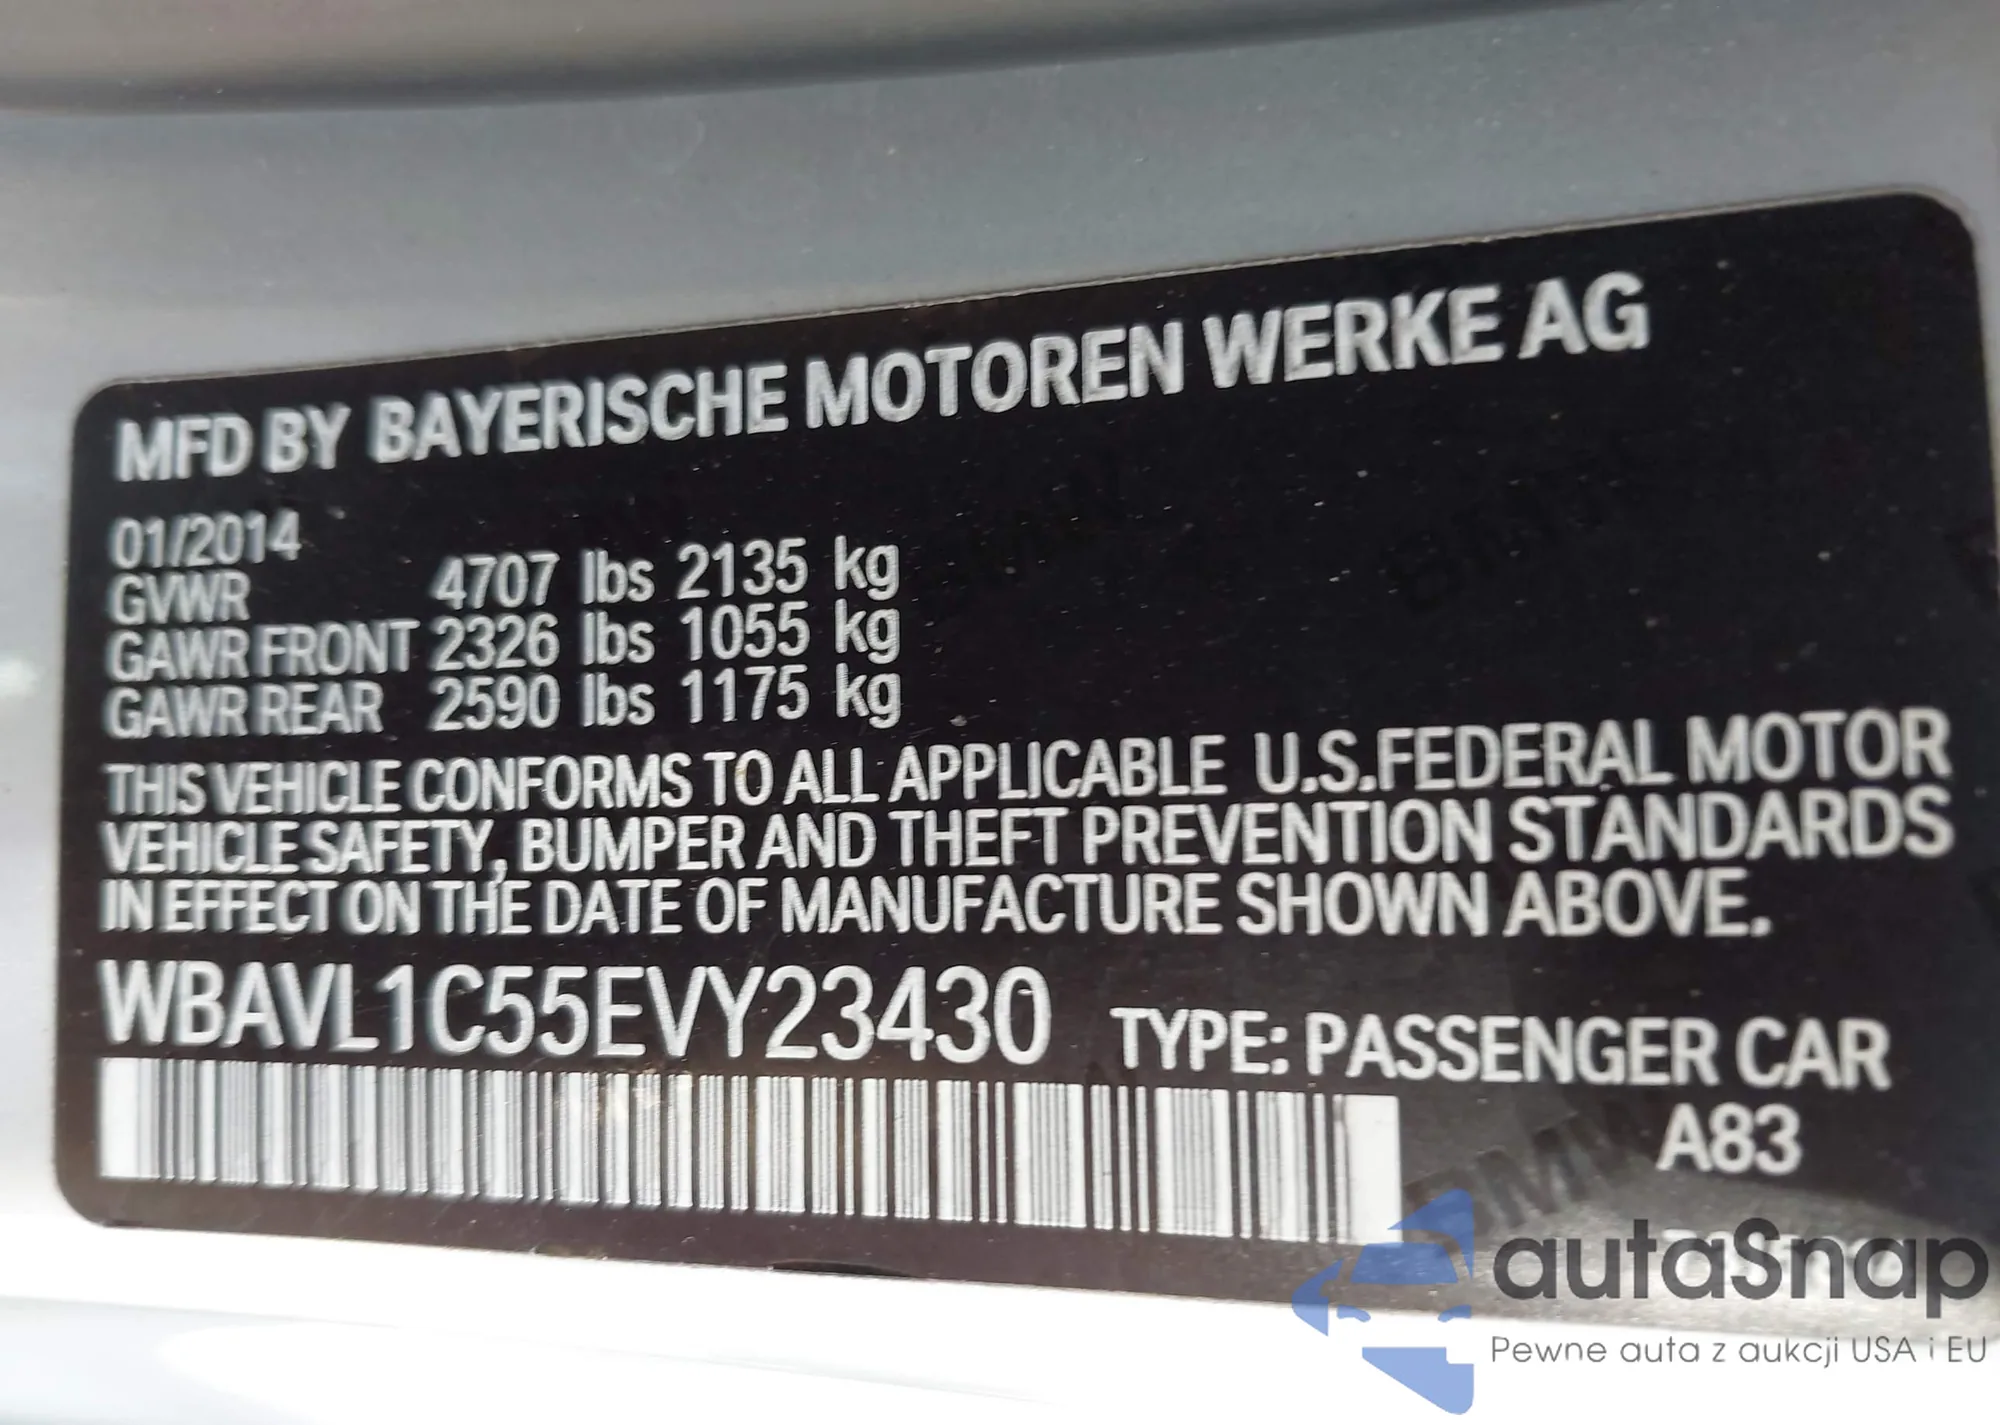 MFD BY BAYERISCHE MOTOREN WERKE AG
01/2014
GVWR 4707 lbs 2135 kg
GAWR FRONT 2326 lbs 1055 kg
GAWR REAR 2590 lbs 1175 kg
THIS VEHICLE CONFORMS TO ALL APPLICABLE U.S.FEDERAL MOTOR
VEHICLE SAFETY, BUMPER AND THEFT PREVENTION STANDARDS
IN EFFECT ON THE DATE OF MANUFACTURE SHOWN ABOVE.
WBAVL1C55EVY23430 TYPE: PASSENGER CAR
A83
autaSnap
Pewne auta z aukcji USA i EU